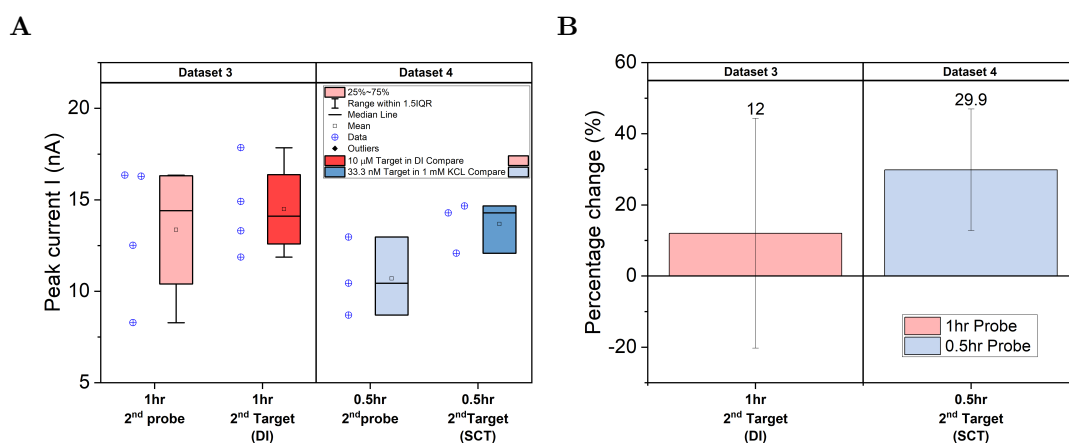 A
Dataset 3
Dataset 4
Peak current I (nA)
20
15
10
5
25%~75%
Range within 1.5IQR
Median Line
Mean
Data
Outliers
10 µM Target in DI Compare
33.3 nM Target in 1 mM KCL Compare
1hr
2nd probe
1hr
2nd Target
(DI)
0.5hr
2ndprobe
0.5hr
2ndTarget
(SCT)
B
Dataset 3
Dataset 4
Percentage change (%)
60
40
20
0
-20
12
29.9
1hr Probe
0.5hr Probe
1hr
2nd Target
(DI)
0.5hr
2nd Target
(SCT)